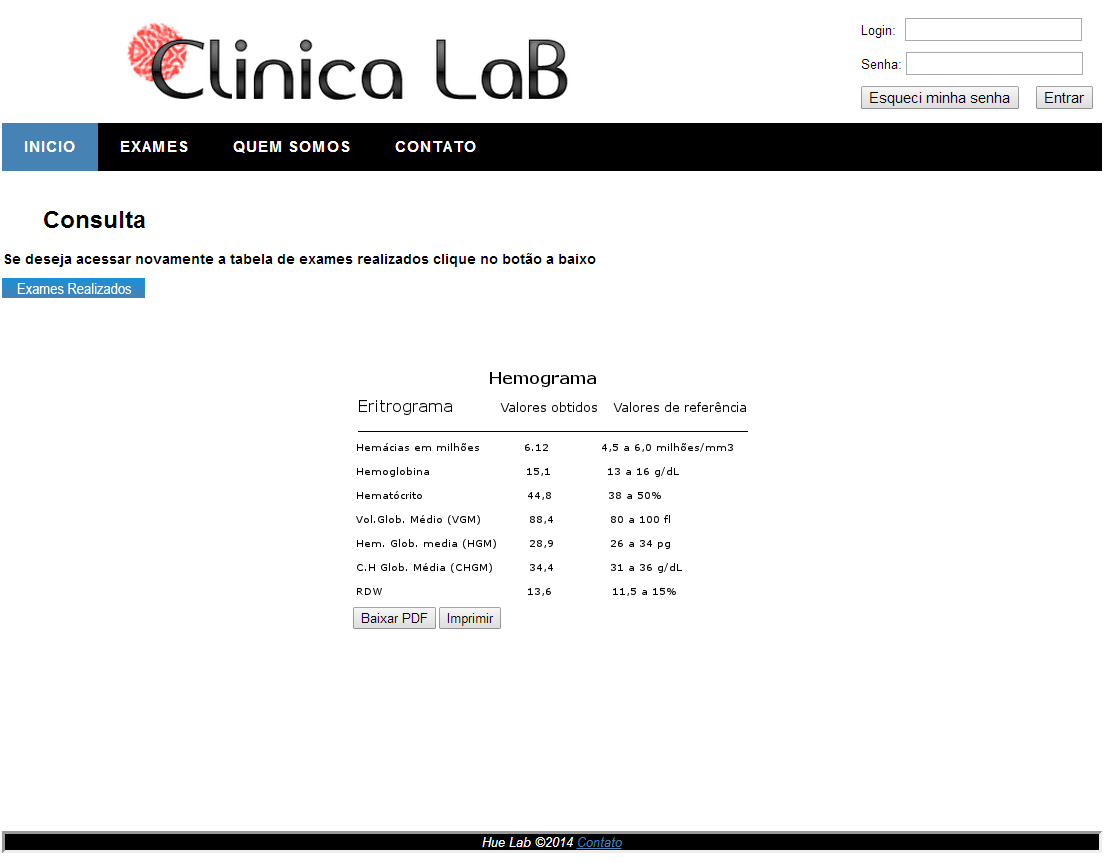 Clinica LaB
Login:
Senha:
Esqueci minha senha Entrar
INICIO EXAMES QUEM SOMOS CONTATO
Consulta
Se deseja acessar novamente a tabela de exames realizados clique no botão a baixo
Exames Realizados
Hemograma
Eritrograma Valores obtidos Valores de referência
Hemácias em milhões 6.12 4,5 a 6,0 milhões/mm3
Hemoglobina 15,1 13 a 16 g/dL
Hematócrito 44,8 38 a 50%
Vol.Glob. Médio (VGM) 88,4 80 a 100 fl
Hem. Glob. media (HGM) 28,9 26 a 34 pg
C.H Glob. Média (CHGM) 34,4 31 a 36 g/dL
RDW 13,6 11,5 a 15%
Baixar PDF Imprimir
Hue Lab ©2014 Contato